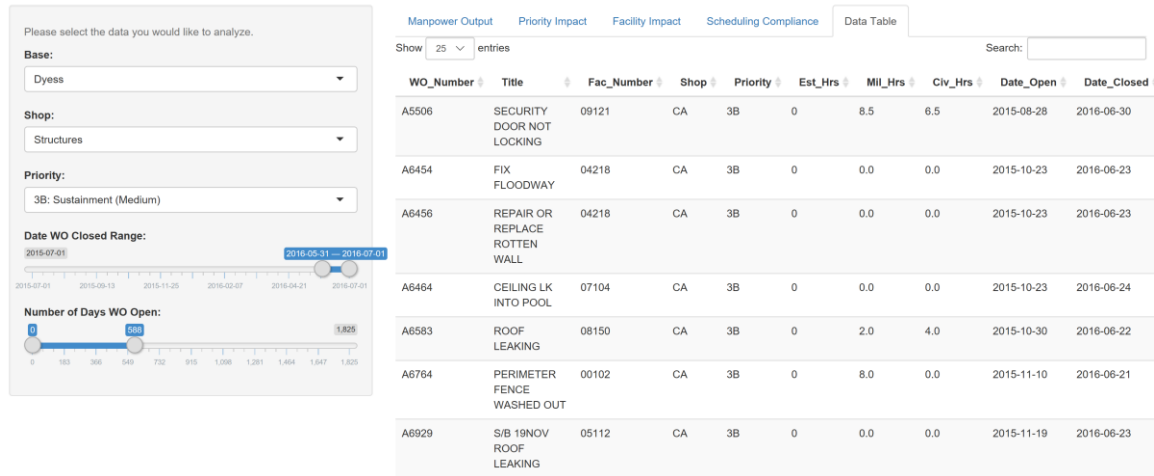 Please select the data you would like to analyze.
Base:
Dyess
Shop:
Structures
Priority:
3B: Sustainment (Medium)
Date WO Closed Range:
2015-07-01 2016-05-31 — 2016-07-01
2015-07-01 2015-09-13 2015-11-25 2016-02-07 2016-04-21 2016-07-01
Number of Days WO Open:
0 588 1,825
0 183 366 549 732 915 1,098 1,281 1,464 1,647 1,825
Manpower Output Priority Impact Facility Impact Scheduling Compliance Data Table
Show 25 entries Search:
WO_Number Title Fac_Number Shop Priority Est_Hrs Mil_Hrs Civ_Hrs Date_Open Date_Closed
A5506 SECURITY 09121 CA 3B 0 8.5 6.5 2015-08-28 2016-06-30
DOOR NOT
LOCKING
A6454 FIX 04218 CA 3B 0 0.0 0.0 2015-10-23 2016-06-23
FLOODWAY
A6456 REPAIR OR 04218 CA 3B 0 0.0 0.0 2015-10-23 2016-06-23
REPLACE
ROTTEN
WALL
A6464 CEILING LK 07104 CA 3B 0 0.0 0.0 2015-10-23 2016-06-24
INTO POOL
A6583 ROOF 08150 CA 3B 0 2.0 4.0 2015-10-30 2016-06-22
LEAKING
A6764 PERIMETER 00102 CA 3B 0 8.0 0.0 2015-11-10 2016-06-21
FENCE
WASHED OUT
A6929 S/B 19NOV 05112 CA 3B 0 0.0 0.0 2015-11-19 2016-06-23
ROOF
LEAKING